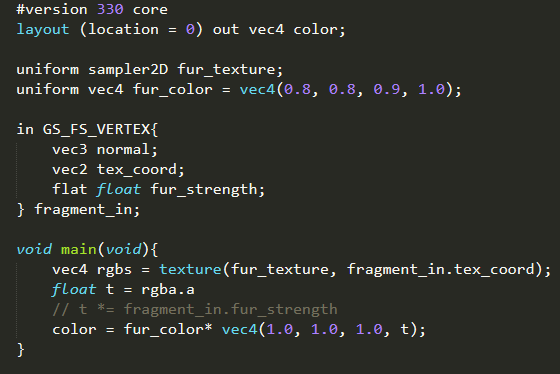 #version 330 core
layout (location = 0) out vec4 color;
uniform sampler2D fur_texture;
uniform vec4 fur_color = vec4(0.8, 0.8, 0.9, 1.0);
in GS_FS_VERTEX{
vec3 normal;
vec2 tex_coord;
flat float fur_strength;
} fragment_in;
void main(void){
vec4 rgbs = texture(fur_texture, fragment_in.tex_coord);
float t = rgba.a
// t *= fragment_in.fur_strength
color = fur_color* vec4(1.0, 1.0, 1.0, t);
}